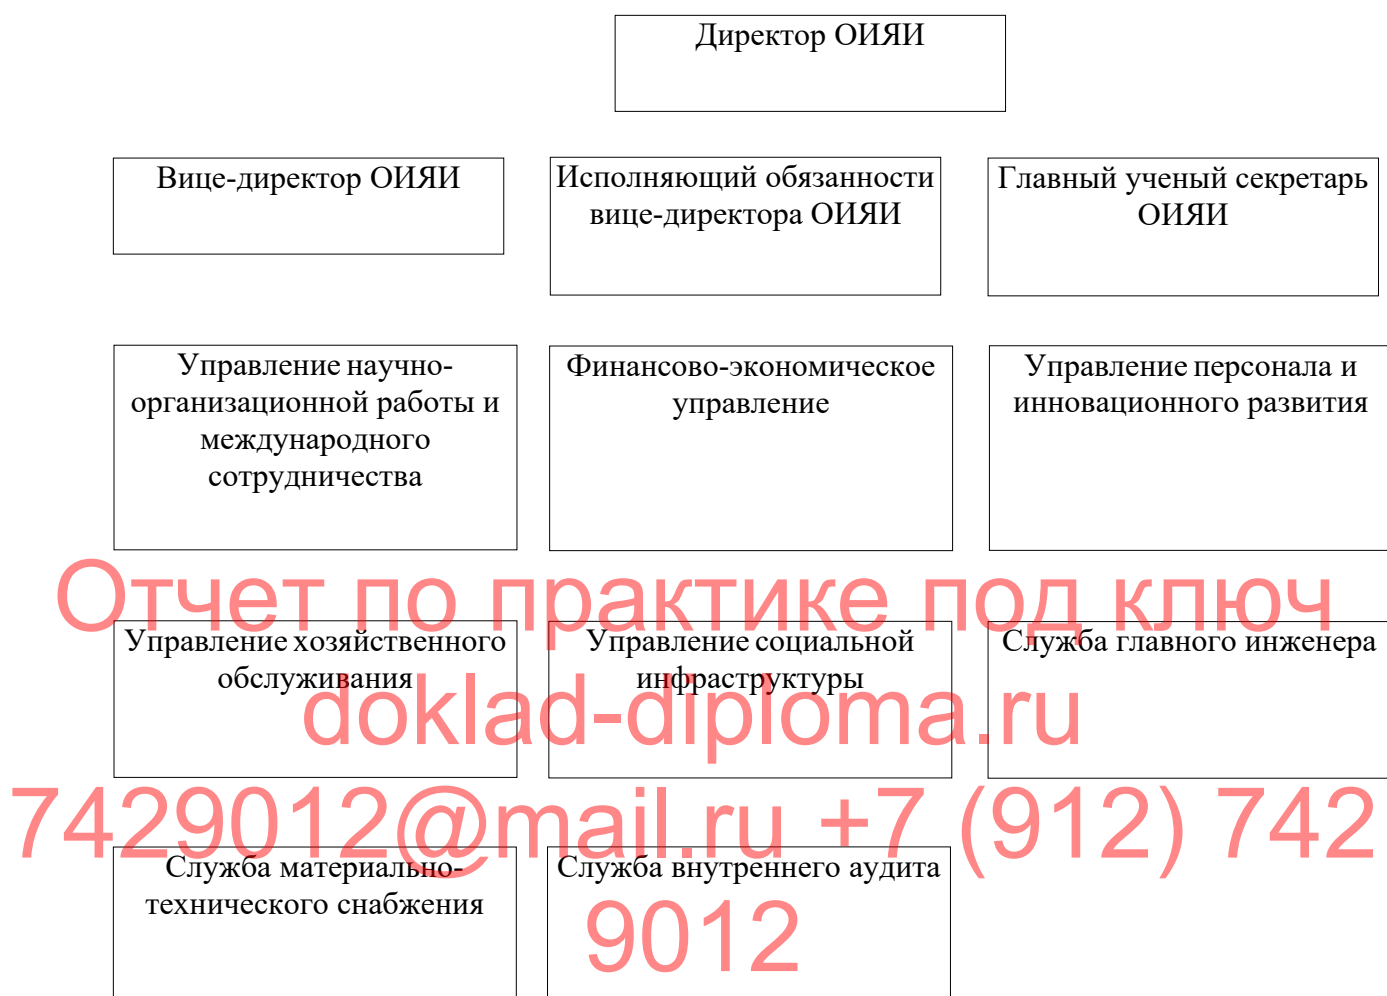 Директор ОИЯИ
Вице-директор ОИЯИ
Исполняющий обязанности
вице-директора ОИЯИ
Главный ученый секретарь
ОИЯИ
Управление научно-
организационной работы и
международного
сотрудничества
Финансово-экономическое
управление
Управление персонала и
инновационного развития
Отчет по практике под ключ
Управление хозяйственного
обслуживания
Управление социальной
инфраструктуры
Служба главного инженера
doklad-diploma.ru
7429012@mail.ru +7 (912) 742
Служба материально-
технического снабжения
Служба внутреннего аудита
9012